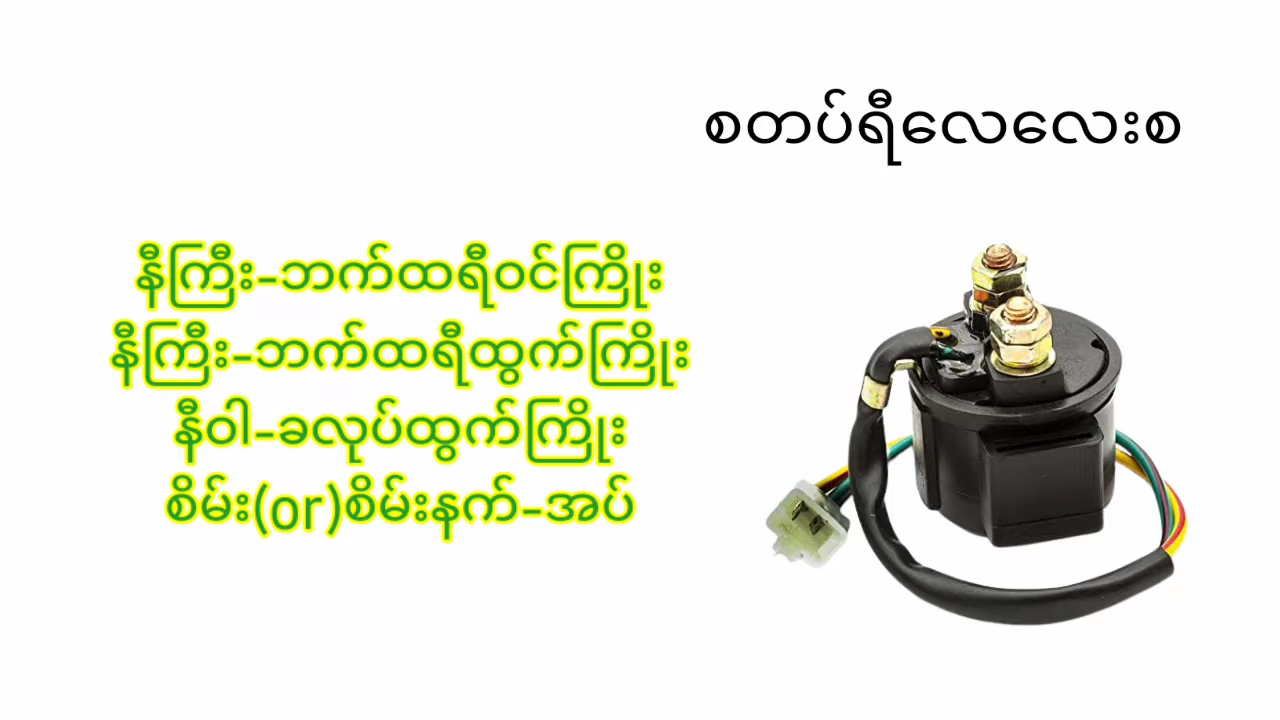 စတပ်ရီလေလေးစ
နီကြီး-ဘက်ထရီဝင်ကြိုး
နီကြီး-ဘက်ထရီထွက်ကြိုး
နီဝါ-ခလုပ်ထွက်ကြိုး
စိမ်း(or)စိမ်းနက်-အပ်